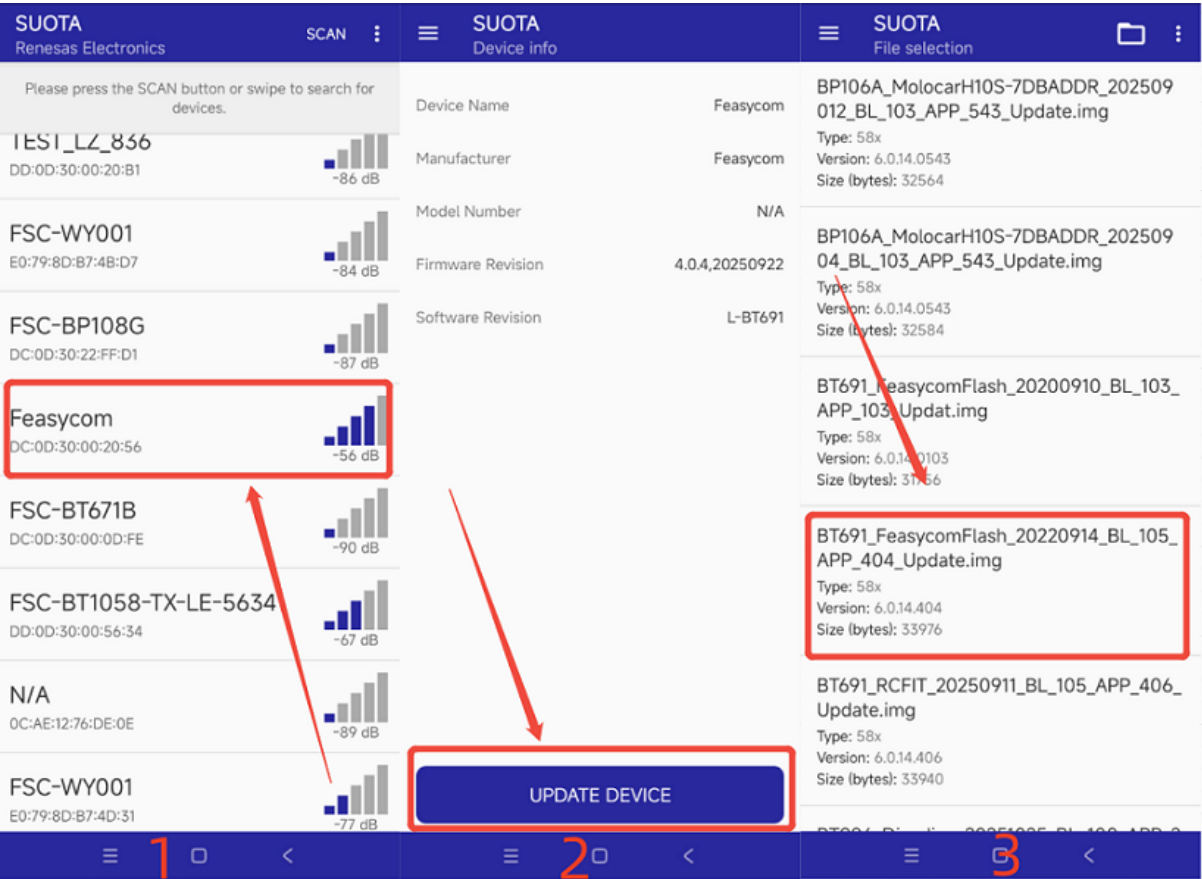 SUOTA
Renesas Electronics
SCAN
Please press the SCAN button or swipe to search for
devices.
TEST_LZ_836
DD:0D:30:00:20:B1
-86 dB
FSC-WY001
E0:79:8D:B7:4B:D7
-84 dB
FSC-BP108G
DC:0D:30:22:FF:D1
-87 dB
Feasycom
DC:0D:30:00:20:56
-56 dB
FSC-BT671B
DC:0D:30:00:0D:FE
-90 dB
FSC-BT1058-TX-LE-5634
DD:0D:30:00:56:34
-67 dB
N/A
0C:AE:12:76:DE:0E
-89 dB
FSC-WY001
E0:79:8D:B7:4D:31
-77 dB
1
SUOTA
Device info
Device Name Feasycom
Manufacturer Feasycom
Model Number N/A
Firmware Revision 4.0.4,20250922
Software Revision L-BT691
UPDATE DEVICE
2
SUOTA
File selection
BP106A_MolocarH10S-7DBADDR_202509
012_BL_103_APP_543_Update.img
Type: 58x
Version: 6.0.14.0543
Size (bytes): 32564
BP106A_MolocarH10S-7DBADDR_202509
04_BL_103_APP_543_Update.img
Type: 58x
Version: 6.0.14.0543
Size (bytes): 32584
BT691_FeasycomFlash_20200910_BL_103_
APP_103_Updat.img
Type: 58x
Version: 6.0.14.0103
Size (bytes): 31756
BT691_FeasycomFlash_20220914_BL_105_
APP_404_Update.img
Type: 58x
Version: 6.0.14.404
Size (bytes): 33976
BT691_RCFIT_20250911_BL_105_APP_406_
Update.img
Type: 58x
Version: 6.0.14.406
Size (bytes): 33940
3